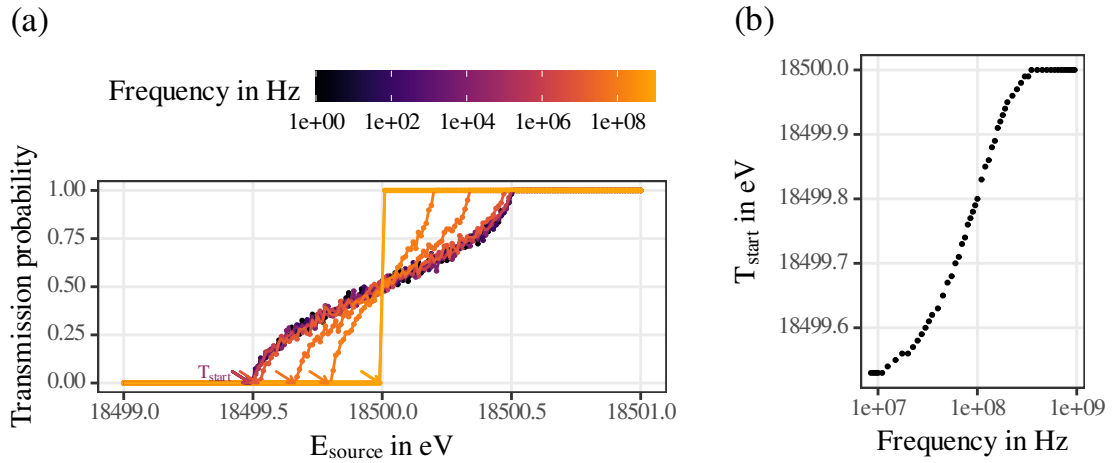 (a)
Frequency in Hz
1e+00 1e+02 1e+04 1e+06 1e+08
Transmission probability
1.00
0.75
0.50
0.25
0.00
T_start
18499.0 18499.5 18500.0 18500.5 18501.0
E_source in eV
(b)
T_start in eV
18500.0
18499.9
18499.8
18499.7
18499.6
1e+07 1e+08 1e+09
Frequency in Hz